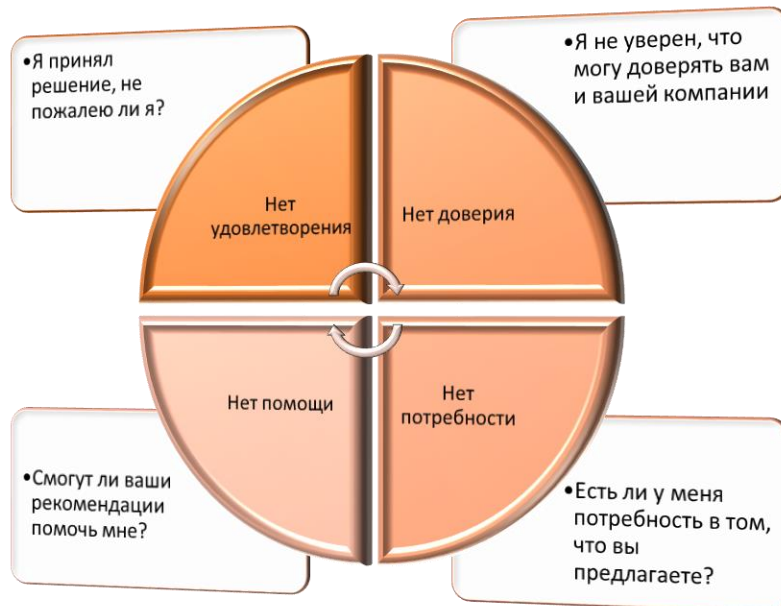 •Я принял
решение, не
пожалею ли я?
•Я не уверен, что
могу доверять вам
и вашей компании
Нет
удовлетворения
Нет доверия
Нет помощи
Нет
потребности
•Смогут ли ваши
рекомендации
помочь мне?
•Есть ли у меня
потребность в том,
что вы
предлагаете?